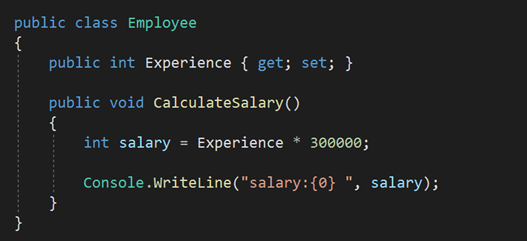 public class Employee
{
public int Experience { get; set; }
public void CalculateSalary()
{
int salary = Experience * 300000;
Console.WriteLine("salary:{0} ", salary);
}
}